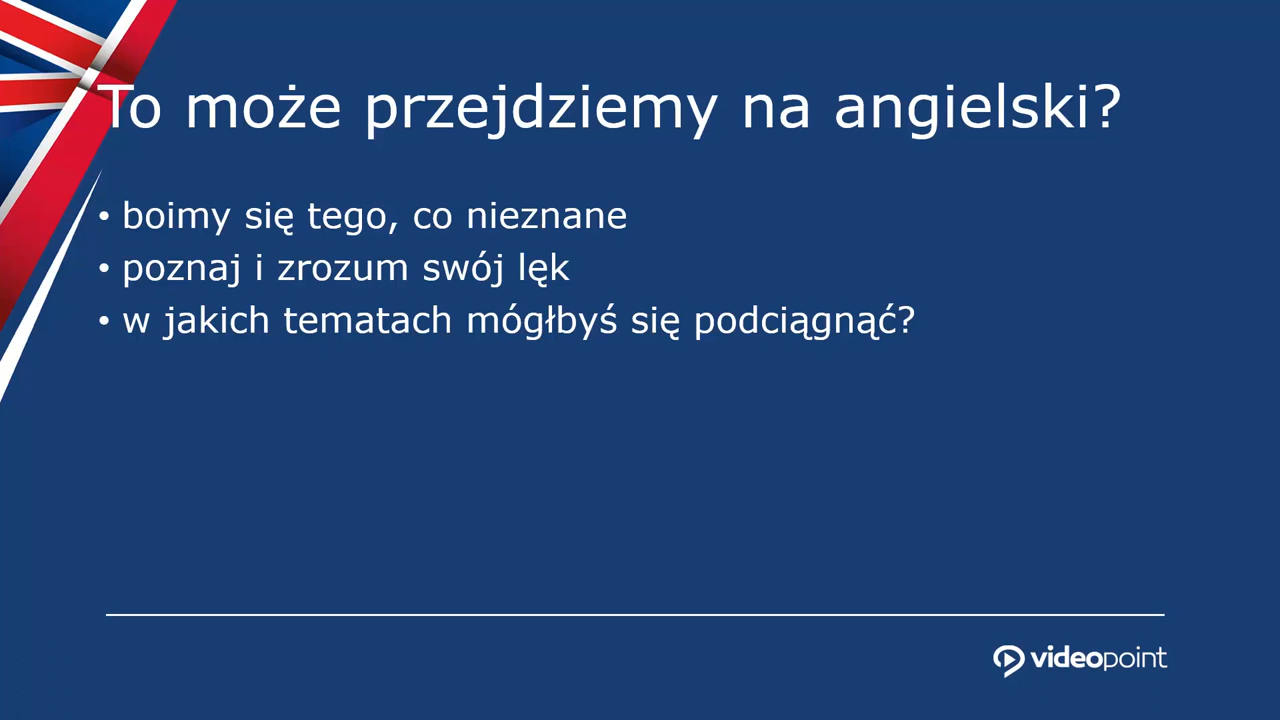 To może przejdziemy na angielski?
• boimy się tego, co nieznane
• poznaj i zrozum swój lęk
• w jakich tematach mógłbyś się podciągnąć?
videopoint